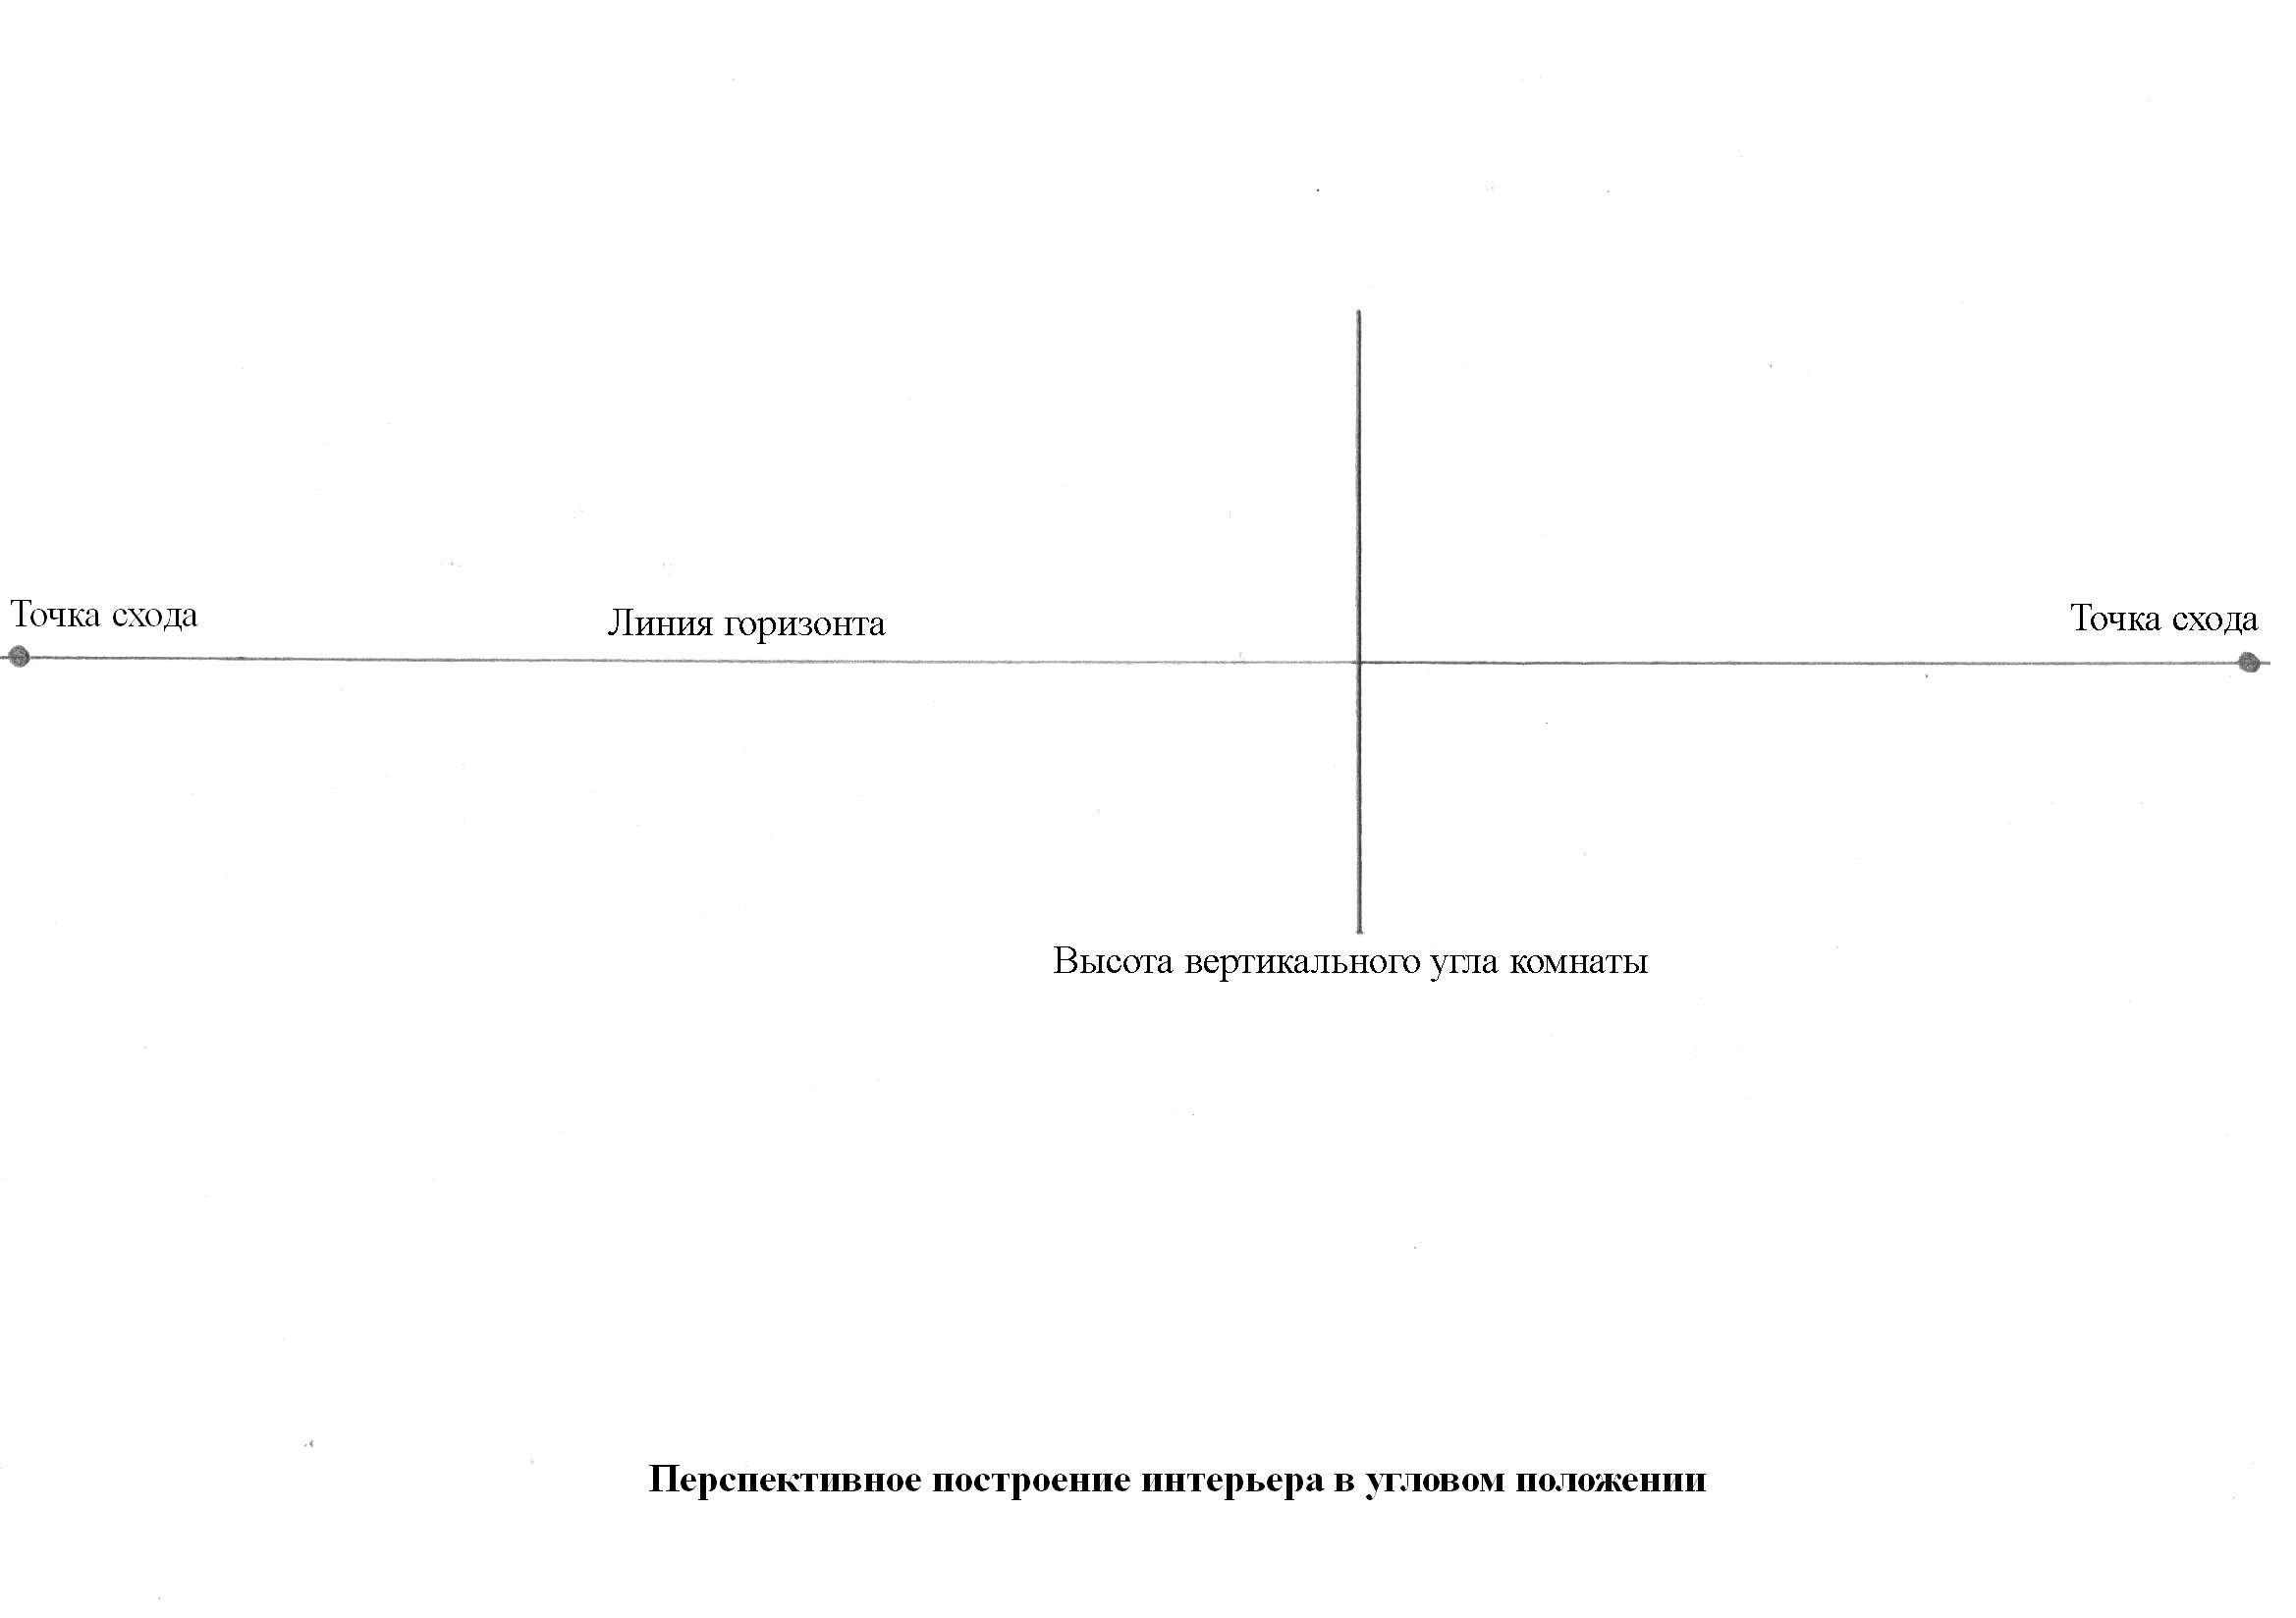 Точка схода
Линия горизонта
Точка схода
Высота вертикального угла комнаты
Перспективное построение интерьера в угловом положении